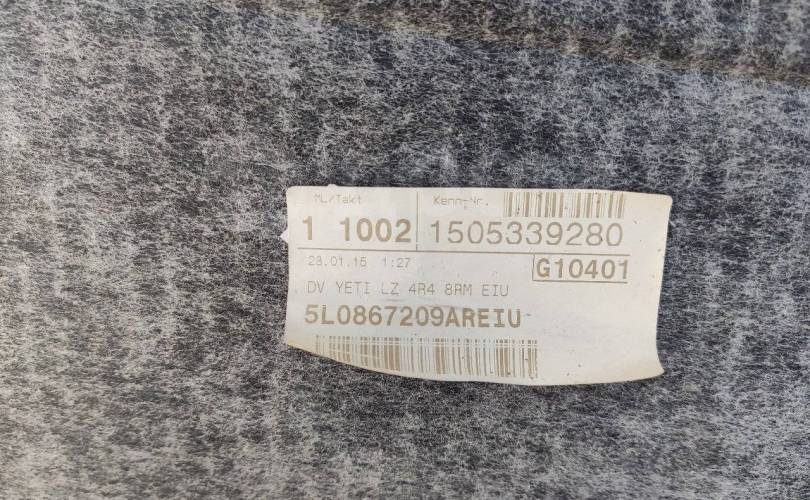 ML/Takt Kenn-Nr.
1 1002 1505339280
28.01.15 1:27 G10401
DV YETI LZ 4R4 8RM EIU
5L0867209AREIU